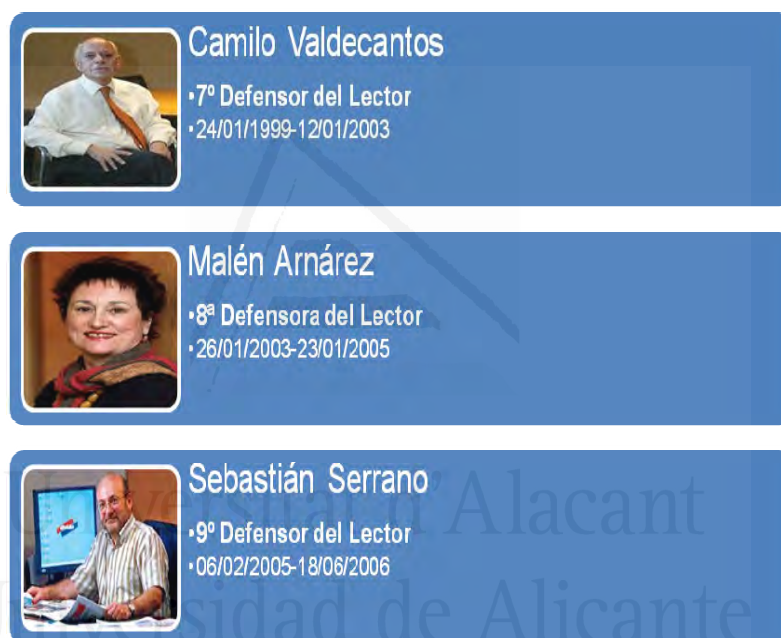 Camilo Valdecantos
•7º Defensor del Lector
•24/01/1999-12/01/2003
Malén Arnárez
•8ª Defensora del Lector
•26/01/2003-23/01/2005
Sebastián Serrano
•9º Defensor del Lector
•06/02/2005-18/06/2006
Universitat d'Alacant
Universidad de Alicante